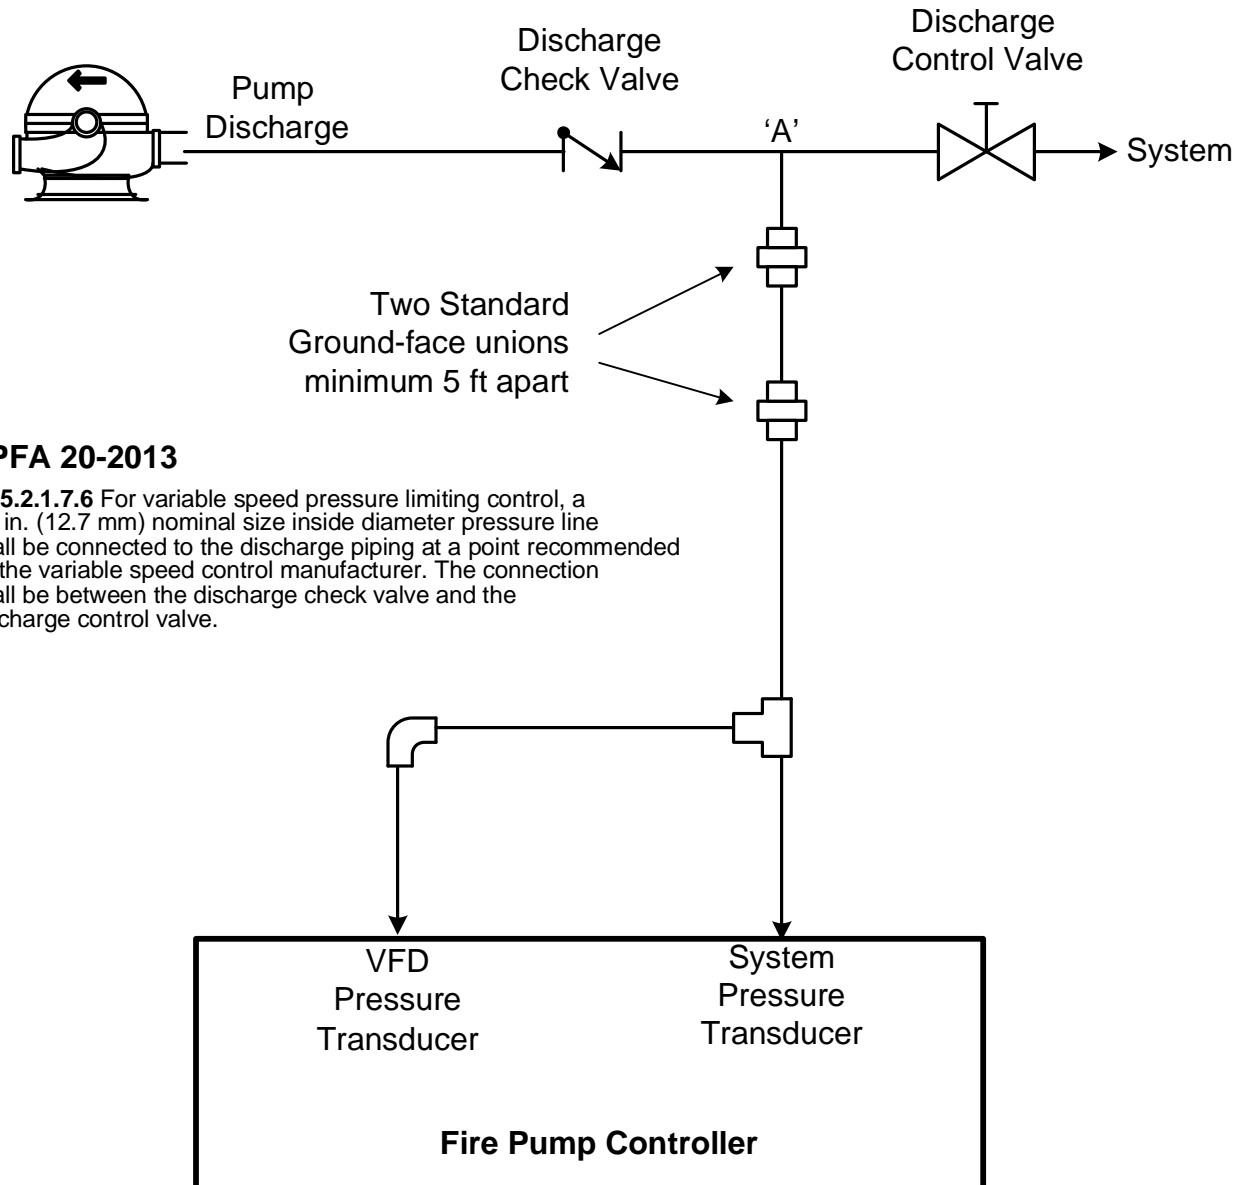 Discharge
Check Valve
Discharge
Control Valve
Pump
Discharge
'A'
System
Two Standard
Ground-face unions
minimum 5 ft apart
PFA 20-2013
5.2.1.7.6 For variable speed pressure limiting control, a
in. (12.7 mm) nominal size inside diameter pressure line
all be connected to the discharge piping at a point recommended
the variable speed control manufacturer. The connection
all be between the discharge check valve and the
charge control valve.
VFD
Pressure
Transducer
System
Pressure
Transducer
Fire Pump Controller